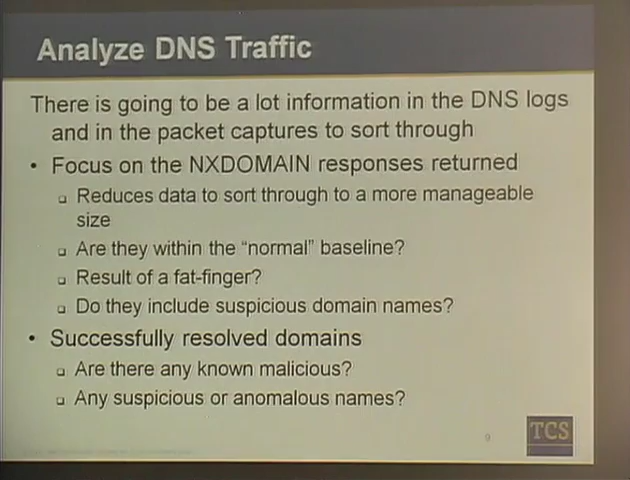 Analyze DNS Traffic
There is going to be a lot information in the DNS logs
and in the packet captures to sort through
• Focus on the NXDOMAIN responses returned
Reduces data to sort through to a more manageable
size
Are they within the “normal” baseline?
Result of a fat-finger?
Do they include suspicious domain names?
• Successfully resolved domains
Are there any known malicious?
Any suspicious or anomalous names?
9
TCS